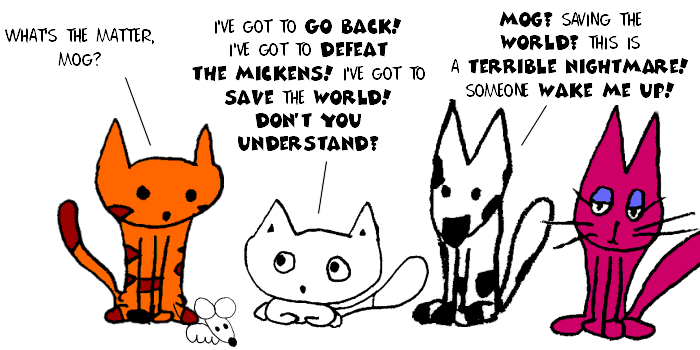 WHAT'S THE MATTER,
MOG?
I'VE GOT TO GO BACK!
I'VE GOT TO DEFEAT
THE MICKENS! I'VE GOT TO
SAVE THE WORLD!
DON'T YOU
UNDERSTAND?
MOG? SAVING THE
WORLD? THIS IS
A TERRIBLE NIGHTMARE!
SOMEONE WAKE ME UP!